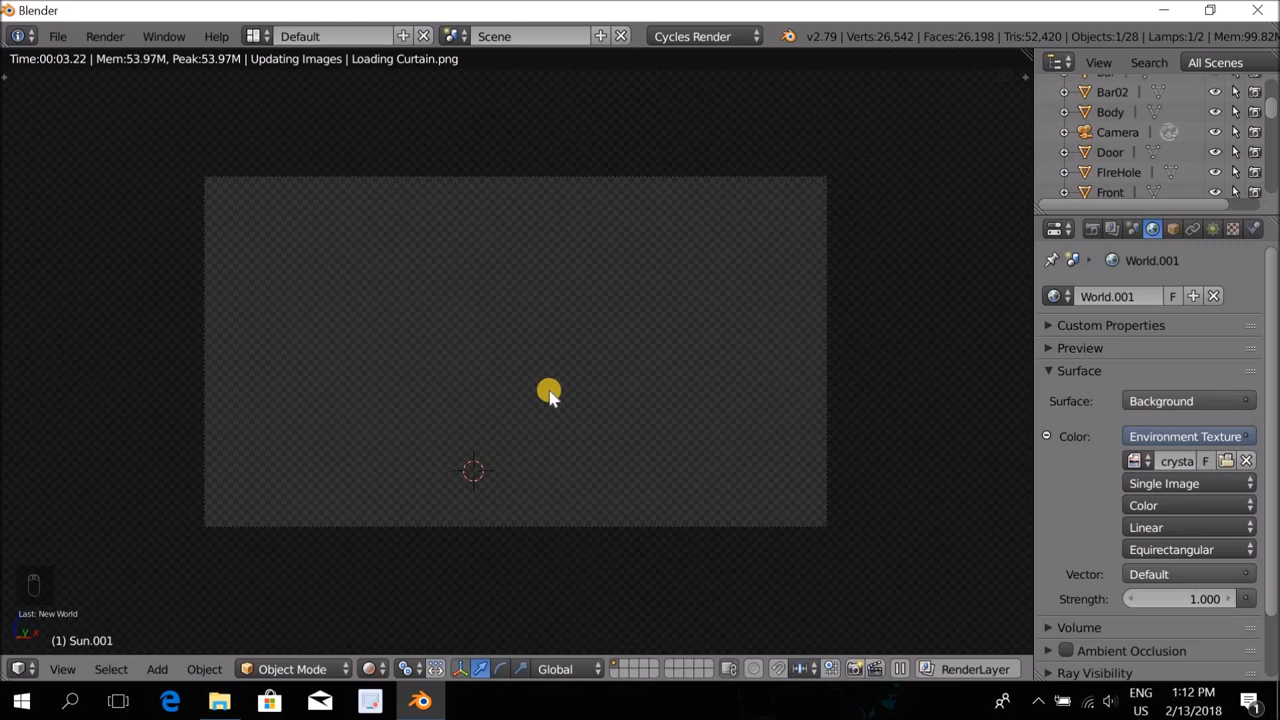 Blender
File Render Window Help Default Scene Cycles Render v2.79 | Verts:26,542 | Faces:26,198 | Tris:52,420 | Objects:1/28 | Lamps:1/2 | Mem:99.82
Time:00:03.22 | Mem:53.97M, Peak:53.97M | Updating Images | Loading Curtain.png
View Search All Scenes
Bar02
Body
Camera
Door
FIreHole
Front
World.001
World.001 F
Custom Properties
Preview
Surface
Surface: Background
Color: Environment Texture
crysta F
Single Image
Color
Linear
Equirectangular
Vector: Default
Strength: 1.000
Volume
Ambient Occlusion
Ray Visibility
Last: New World
y x
(1) Sun.001
View Select Add Object Object Mode Global RenderLayer
ENG
US
1:12 PM
2/13/2018
1